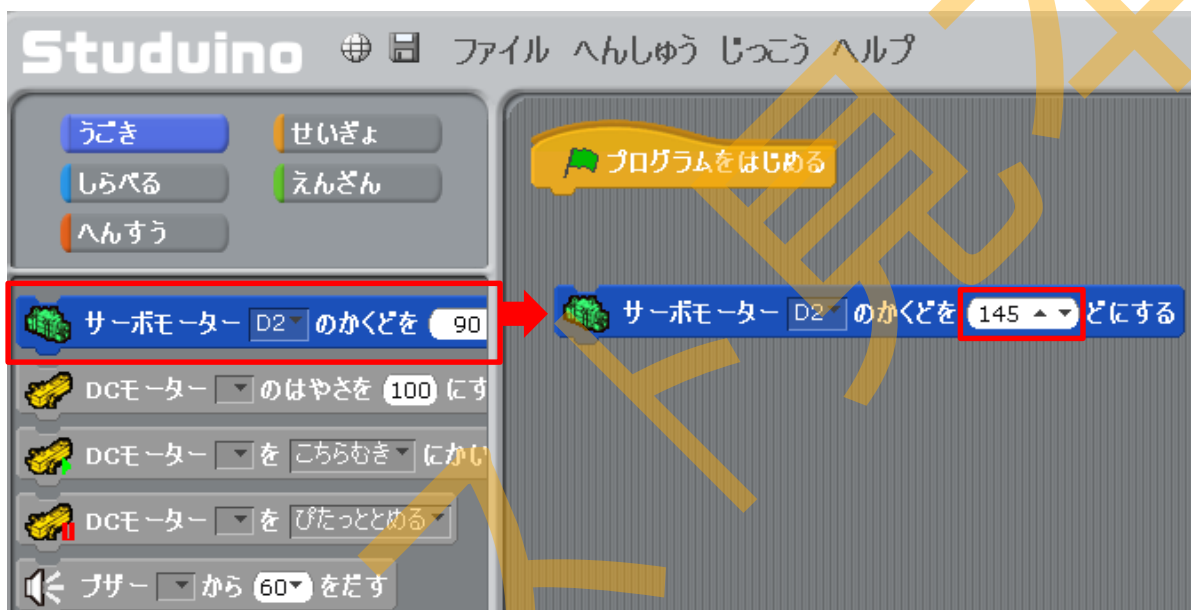 Studuino ファイル へんしゅう じっこう ヘルプ
うごき せいぎょ
しらべる えんざん
へんすう
サーボモーター D2 のかくどを 90
DCモーター のはやさを 100 にす
DCモーター を こちらむき にかい
DCモーター を ぴたっととめる
ブザー から 60 をだす
プログラムをはじめる
サーボモーター D2 のかくどを 145 どにする